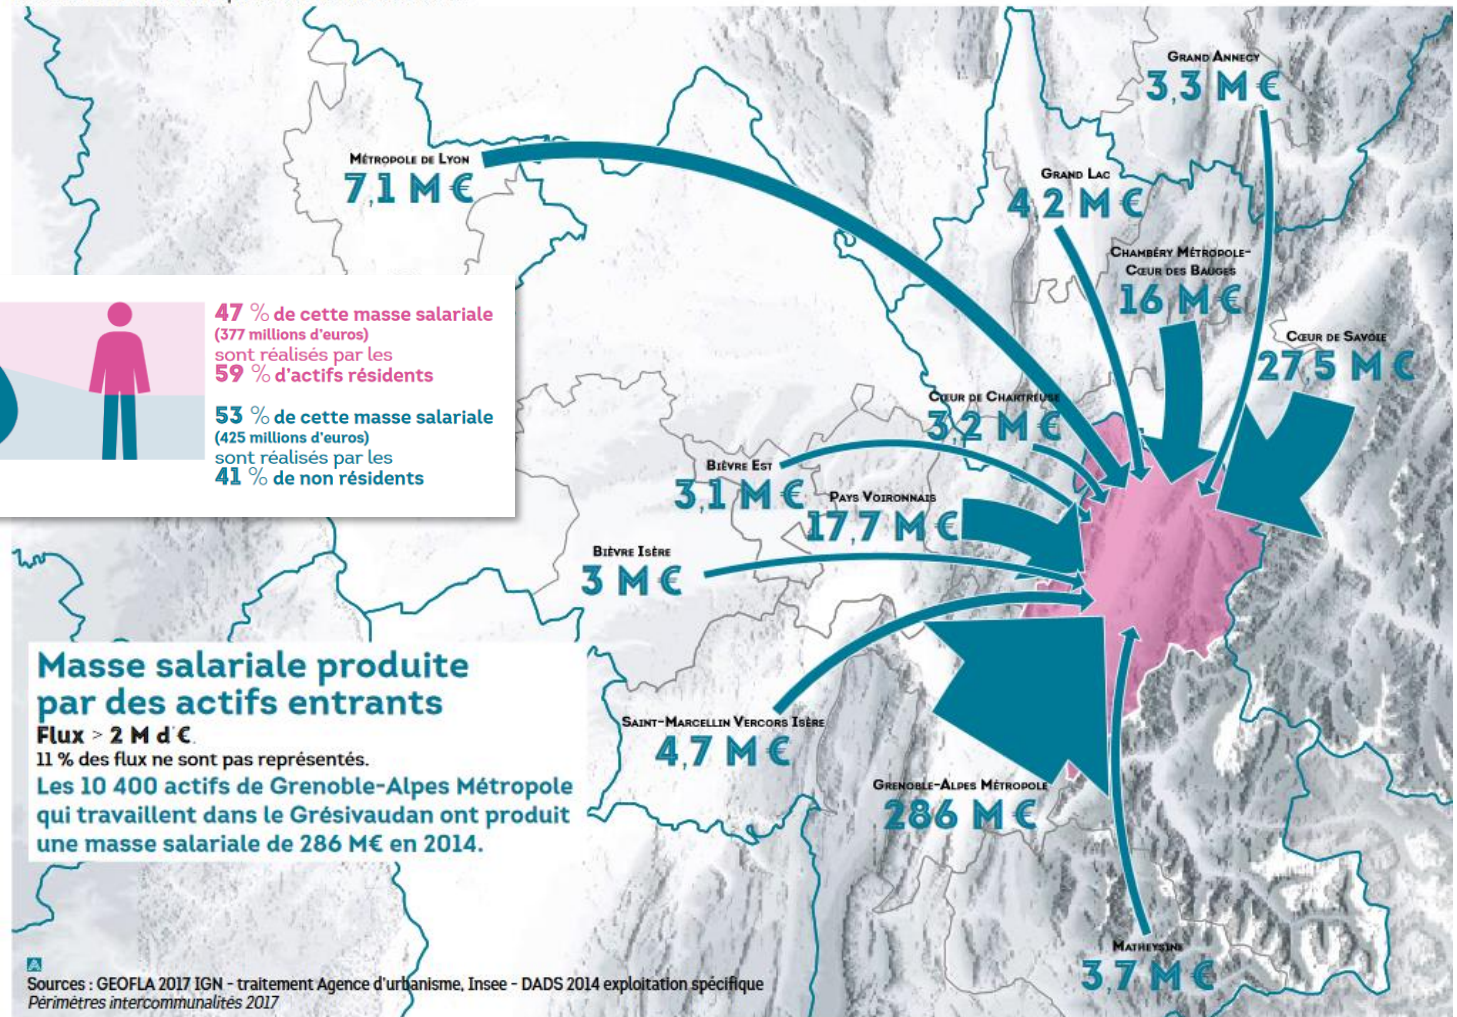 GRAND ANNECY
3,3 M €
MÉTROPOLE DE LYON
7,1 M €
GRAND LAC
4,2 M €
CHAMBÉRY MÉTROPOLE-
CŒUR DES BAUGES
16 M €
CŒUR DE SAVOIE
27,5 M €
47 % de cette masse salariale
(377 millions d'euros)
sont réalisés par les
59 % d'actifs résidents
53 % de cette masse salariale
(425 millions d'euros)
sont réalisés par les
41 % de non résidents
CŒUR DE CHARTREUSE
3,2 M €
BIÈVRE EST
3,1 M €
PAYS VOIRONNAIS
17,7 M €
BIÈVRE ISÈRE
3 M €
Masse salariale produite
par des actifs entrants
Flux > 2 M d'€.
11 % des flux ne sont pas représentés.
Les 10 400 actifs de Grenoble-Alpes Métropole
qui travaillent dans le Grésivaudan ont produit
une masse salariale de 286 M€ en 2014.
SAINT-MARCELLIN VERCORS ISÈRE
4,7 M €
GRENOBLE-ALPES MÉTROPOLE
286 M €
MATHEYSINE
3,7 M €
Sources : GEOFLA 2017 IGN - traitement Agence d'urbanisme, Insee - DADS 2014 exploitation spécifique
Périmètres intercommunalités 2017